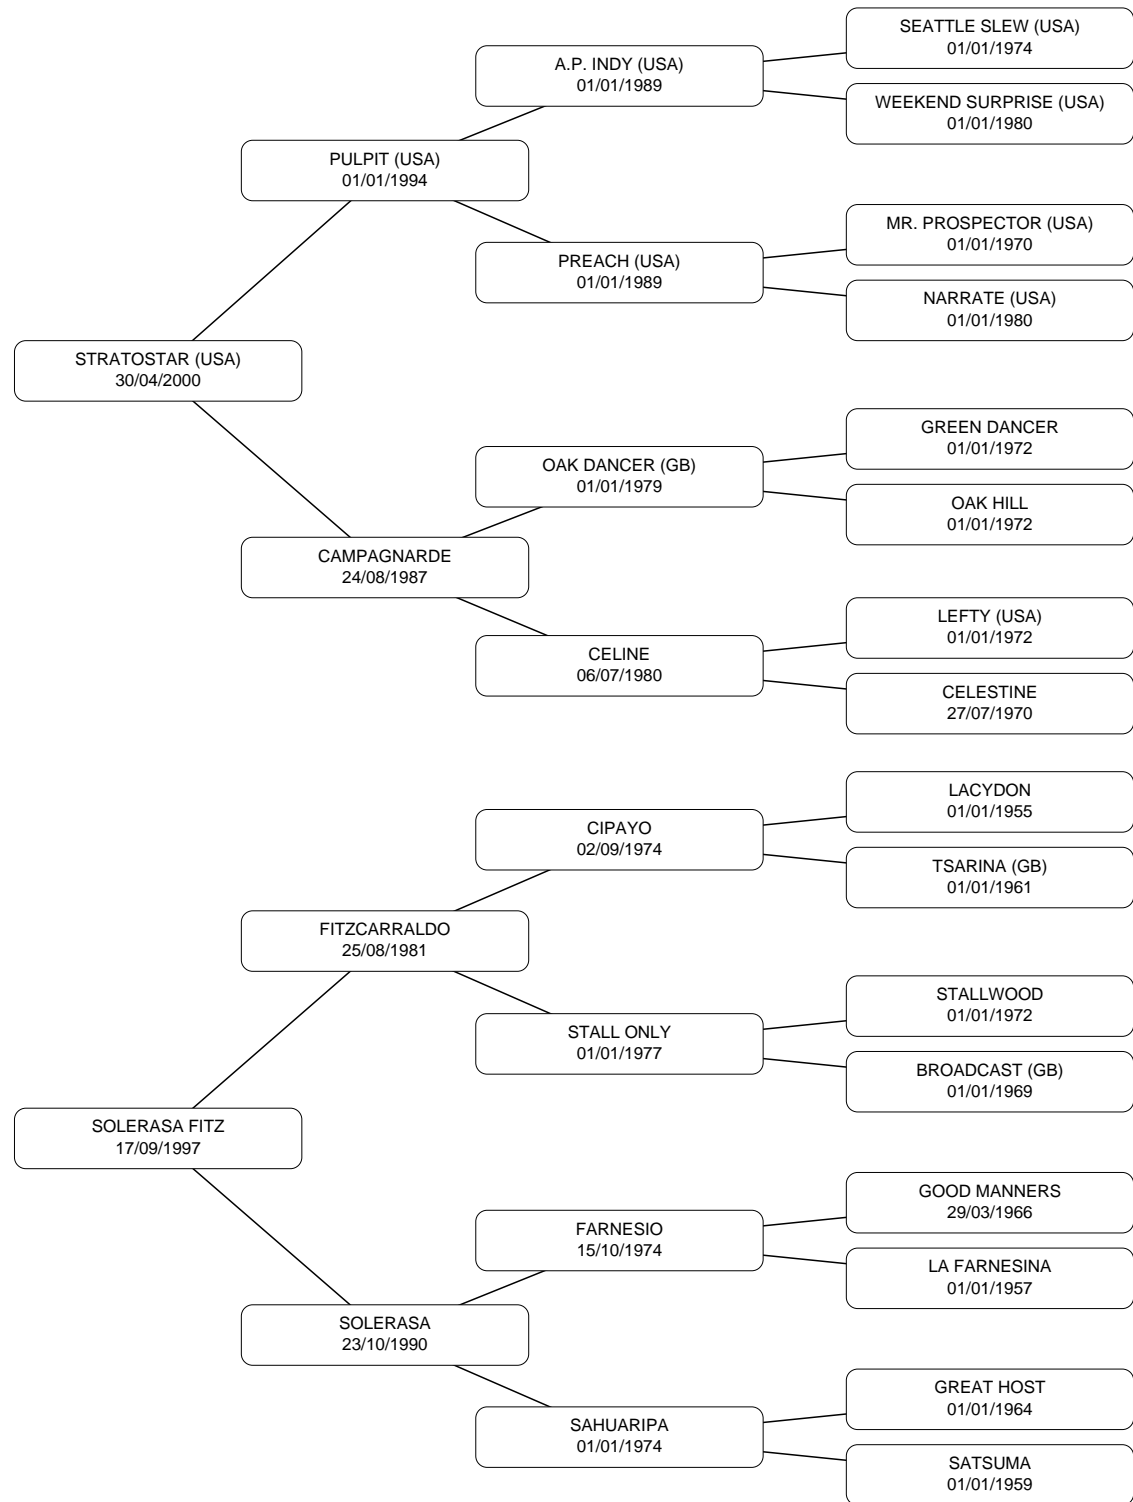 SEATTLE SLEW (USA)
01/01/1974
A.P. INDY (USA)
01/01/1989
WEEKEND SURPRISE (USA)
01/01/1980
PULPIT (USA)
01/01/1994
MR. PROSPECTOR (USA)
01/01/1970
PREACH (USA)
01/01/1989
NARRATE (USA)
01/01/1980
STRATOSTAR (USA)
30/04/2000
GREEN DANCER
01/01/1972
OAK DANCER (GB)
01/01/1979
OAK HILL
01/01/1972
CAMPAGNARDE
24/08/1987
LEFTY (USA)
01/01/1972
CELINE
06/07/1980
CELESTINE
27/07/1970
LACYDON
01/01/1955
CIPAYO
02/09/1974
TSARINA (GB)
01/01/1961
FITZCARRALDO
25/08/1981
STALLWOOD
01/01/1972
STALL ONLY
01/01/1977
BROADCAST (GB)
01/01/1969
SOLERASA FITZ
17/09/1997
GOOD MANNERS
29/03/1966
FARNESIO
15/10/1974
LA FARNESINA
01/01/1957
SOLERASA
23/10/1990
GREAT HOST
01/01/1964
SAHUARIPA
01/01/1974
SATSUMA
01/01/1959